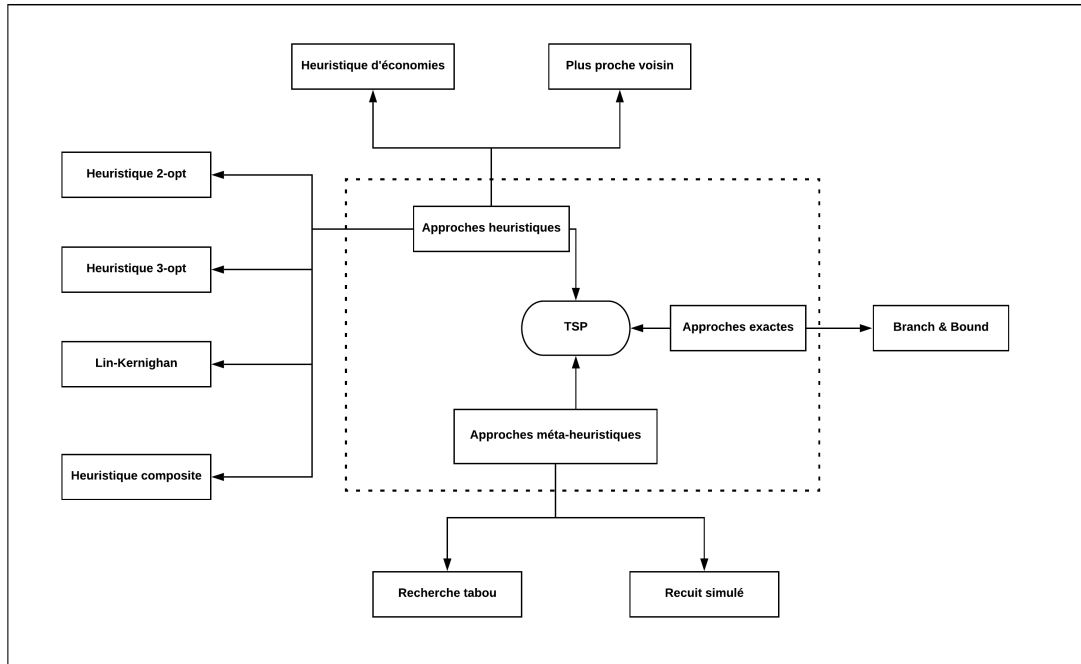 Heuristique d'économies
Plus proche voisin
Heuristique 2-opt
Approches heuristiques
Heuristique 3-opt
TSP
Approches exactes
Branch & Bound
Lin-Kernighan
Approches méta-heuristiques
Heuristique composite
Recherche tabou
Recuit simulé